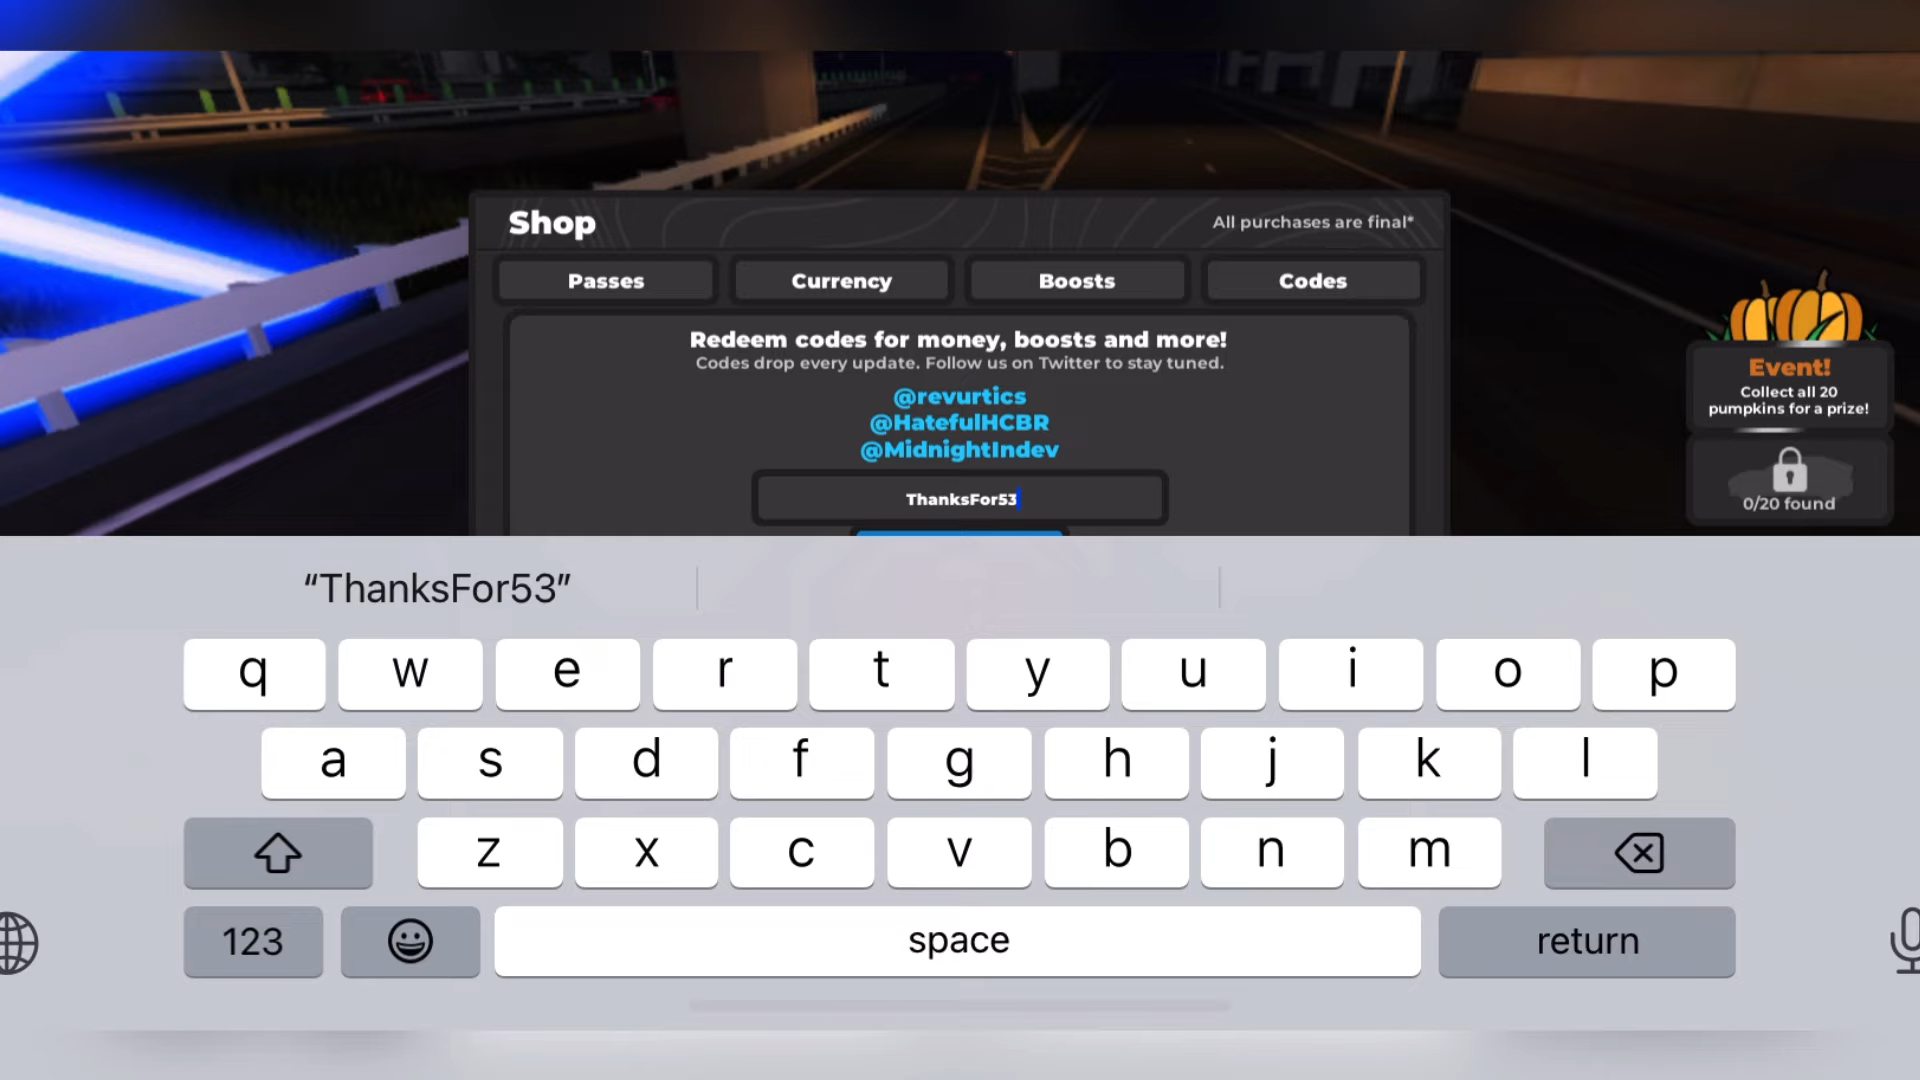 Shop
All purchases are final*
Passes
Currency
Boosts
Codes
Redeem codes for money, boosts and more!
Codes drop every update. Follow us on Twitter to stay tuned.
@revurtics
@HatefulHCBR
@MidnightIndev
ThanksFor53
Event!
Collect all 20
pumpkins for a prize!
0/20 found
“ThanksFor53”
q w e r t y u i o p
a s d f g h j k l
z x c v b n m
123
space
return